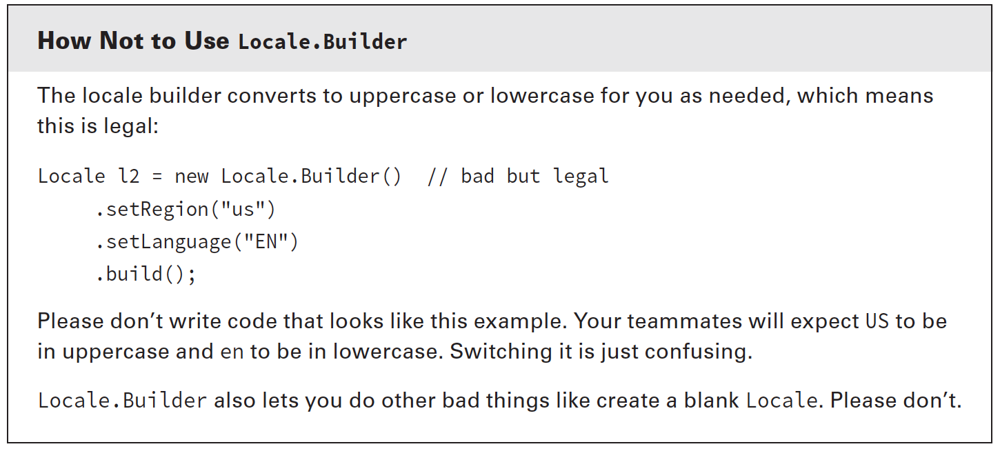 How Not to Use Locale.Builder
The locale builder converts to uppercase or lowercase for you as needed, which means
this is legal:
Locale l2 = new Locale.Builder()  // bad but legal
     .setRegion("us")
     .setLanguage("EN")
     .build();
Please don’t write code that looks like this example. Your teammates will expect US to be
in uppercase and en to be in lowercase. Switching it is just confusing.
Locale.Builder also lets you do other bad things like create a blank Locale. Please don’t.